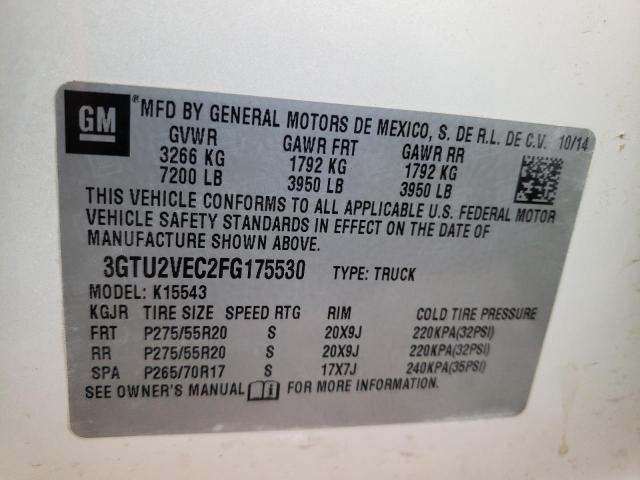 GM ® MFD BY GENERAL MOTORS DE MEXICO, S. DE R.L. DE C.V. 10/14
GVWR GAWR FRT GAWR RR
3266 KG 1792 KG 1792 KG
7200 LB 3950 LB 3950 LB
THIS VEHICLE CONFORMS TO ALL APPLICABLE U.S. FEDERAL MOTOR
VEHICLE SAFETY STANDARDS IN EFFECT ON THE DATE OF
MANUFACTURE SHOWN ABOVE.
3GTU2VEC2FG175530 TYPE: TRUCK
MODEL: K15543
KGJR TIRE SIZE SPEED RTG RIM COLD TIRE PRESSURE
FRT P275/55R20 S 20X9J 220KPA(32PSI)
RR P275/55R20 S 20X9J 220KPA(32PSI)
SPA P265/70R17 S 17X7J 240KPA(35PSI)
SEE OWNER'S MANUAL FOR MORE INFORMATION.